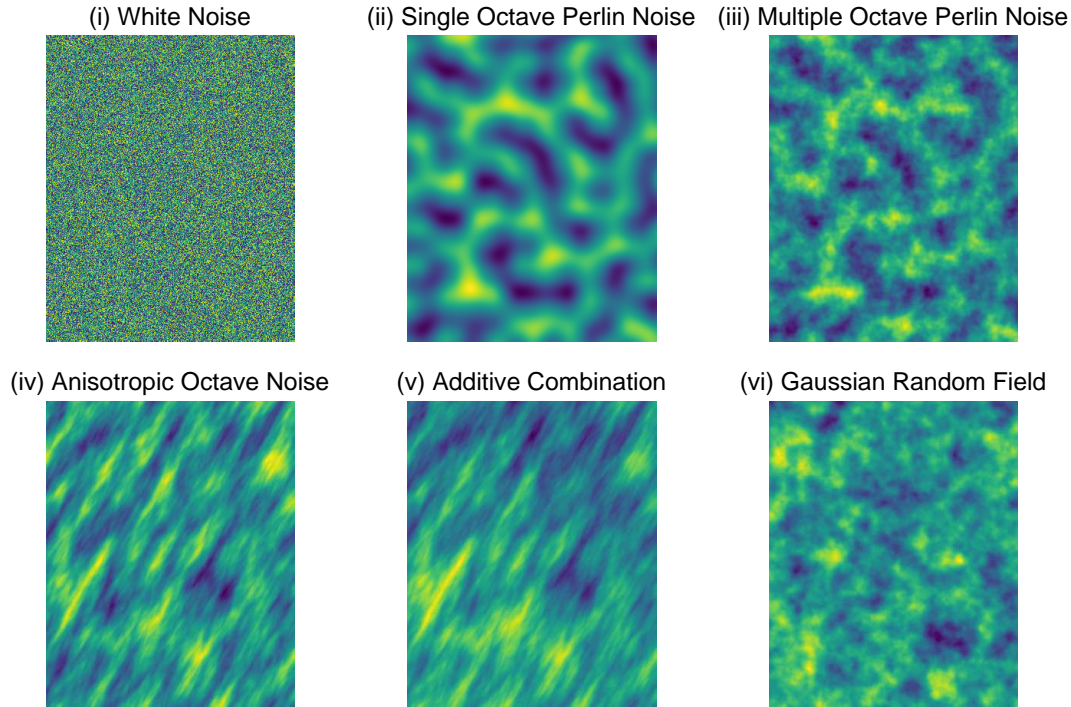 (i) White Noise
(ii) Single Octave Perlin Noise
(iii) Multiple Octave Perlin Noise
(iv) Anisotropic Octave Noise
(v) Additive Combination
(vi) Gaussian Random Field